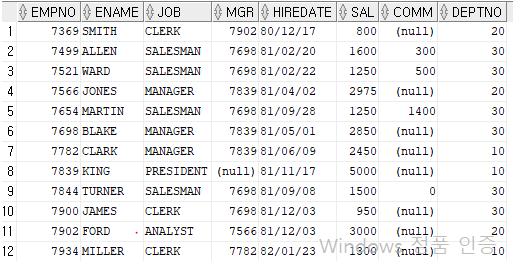 EMPNO ENAME JOB MGR HIREDATE SAL COMM DEPTNO
1 7369 SMITH CLERK 7902 80/12/17 800 (null) 20
2 7499 ALLEN SALESMAN 7698 81/02/20 1600 300 30
3 7521 WARD SALESMAN 7698 81/02/22 1250 500 30
4 7566 JONES MANAGER 7839 81/04/02 2975 (null) 20
5 7654 MARTIN SALESMAN 7698 81/09/28 1250 1400 30
6 7698 BLAKE MANAGER 7839 81/05/01 2850 (null) 30
7 7782 CLARK MANAGER 7839 81/06/09 2450 (null) 10
8 7839 KING PRESIDENT (null) 81/11/17 5000 (null) 10
9 7844 TURNER SALESMAN 7698 81/09/08 1500 0 30
10 7900 JAMES CLERK 7698 81/12/03 950 (null) 30
11 7902 FORD ANALYST 7566 81/12/03 3000 (null) 20
12 7934 MILLER CLERK 7782 82/01/23 1300 (null) 10
Windows 정품 인증